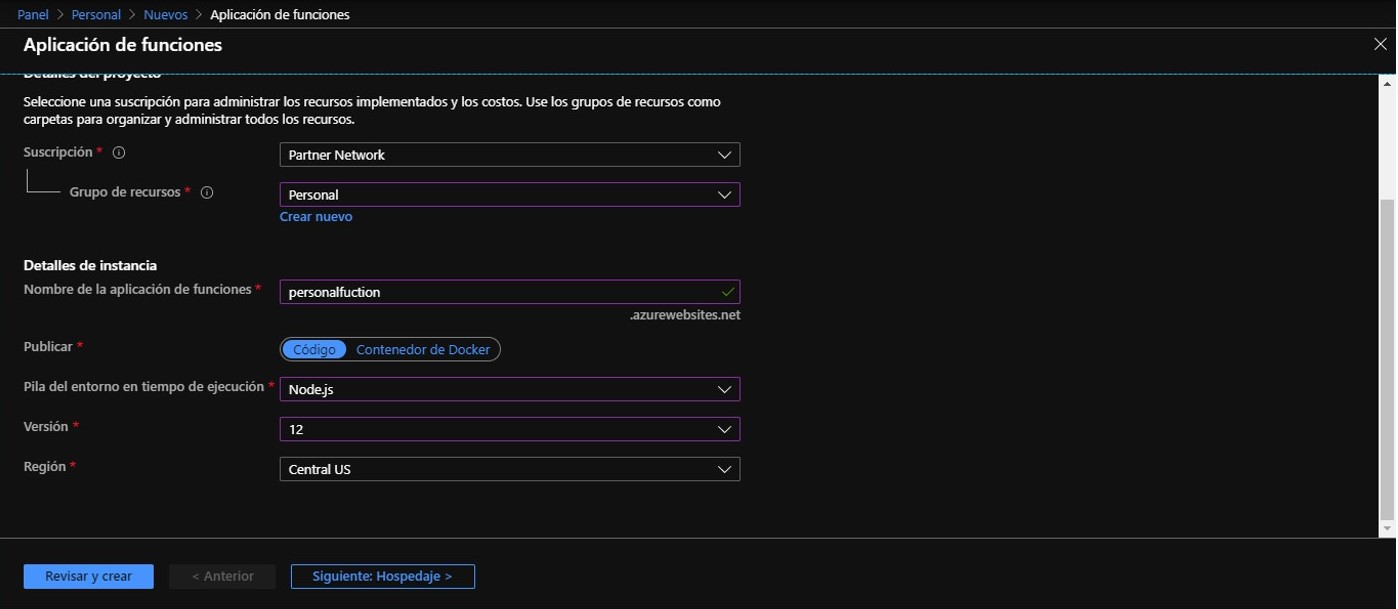 Panel > Personal > Nuevos > Aplicación de funciones
Aplicación de funciones
Detalles del proyecto
Seleccione una suscripción para administrar los recursos implementados y los costos. Use los grupos de recursos como
carpetas para organizar y administrar todos los recursos.
Suscripción * Partner Network
Grupo de recursos * Personal
Crear nuevo
Detalles de instancia
Nombre de la aplicación de funciones * personalfuction
.azurewebsites.net
Publicar * Código Contenedor de Docker
Pila del entorno en tiempo de ejecución * Node.js
Versión * 12
Región * Central US
Revisar y crear < Anterior Siguiente: Hospedaje >